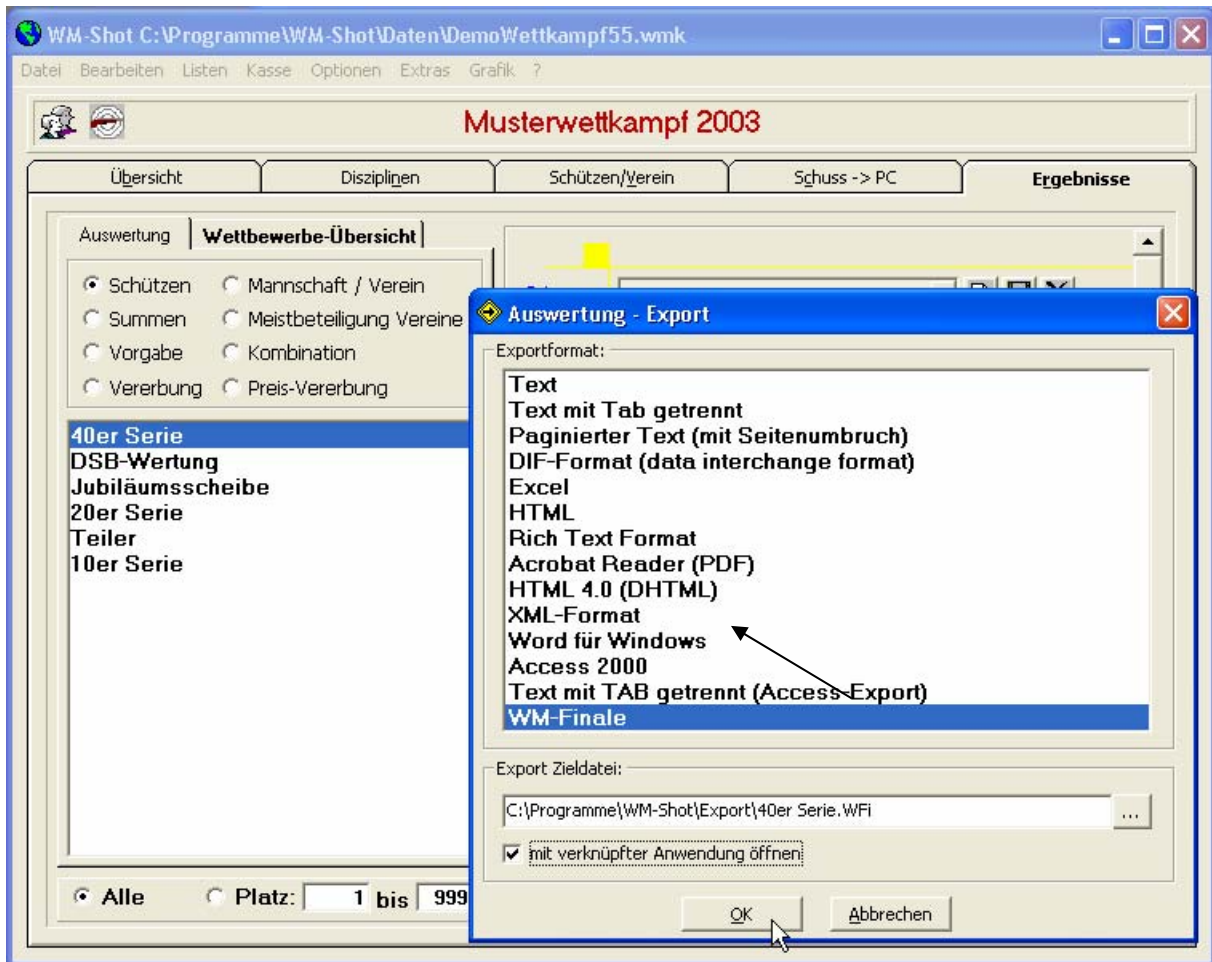 WM-Shot C:\Programme\WM-Shot\Daten\DemoWettkampf55.wmk
Datei Bearbeiten Listen Kasse Optionen Extras Grafik ?
Musterwettkampf 2003
Übersicht Disziplinen Schützen/Verein Schuss -> PC Ergebnisse
Auswertung Wettbewerbe-Übersicht
Schützen Mannschaft / Verein
Summen Meistbeteiligung Vereine
Vorgabe Kombination
Vererbung Preis-Vererbung
40er Serie
DSB-Wertung
Jubiläumsscheibe
20er Serie
Teiler
10er Serie
Alle Platz: 1 bis 999
Auswertung - Export
Exportformat:
Text
Text mit Tab getrennt
Paginierter Text (mit Seitenumbruch)
DIF-Format (data interchange format)
Excel
HTML
Rich Text Format
Acrobat Reader (PDF)
HTML 4.0 (DHTML)
XML-Format
Word für Windows
Access 2000
Text mit TAB getrennt (Access-Export)
WM-Finale
Export Zieldatei:
C:\Programme\WM-Shot\Export\40er Serie.WFi
...
mit verknüpfter Anwendung öffnen
OK Abbrechen